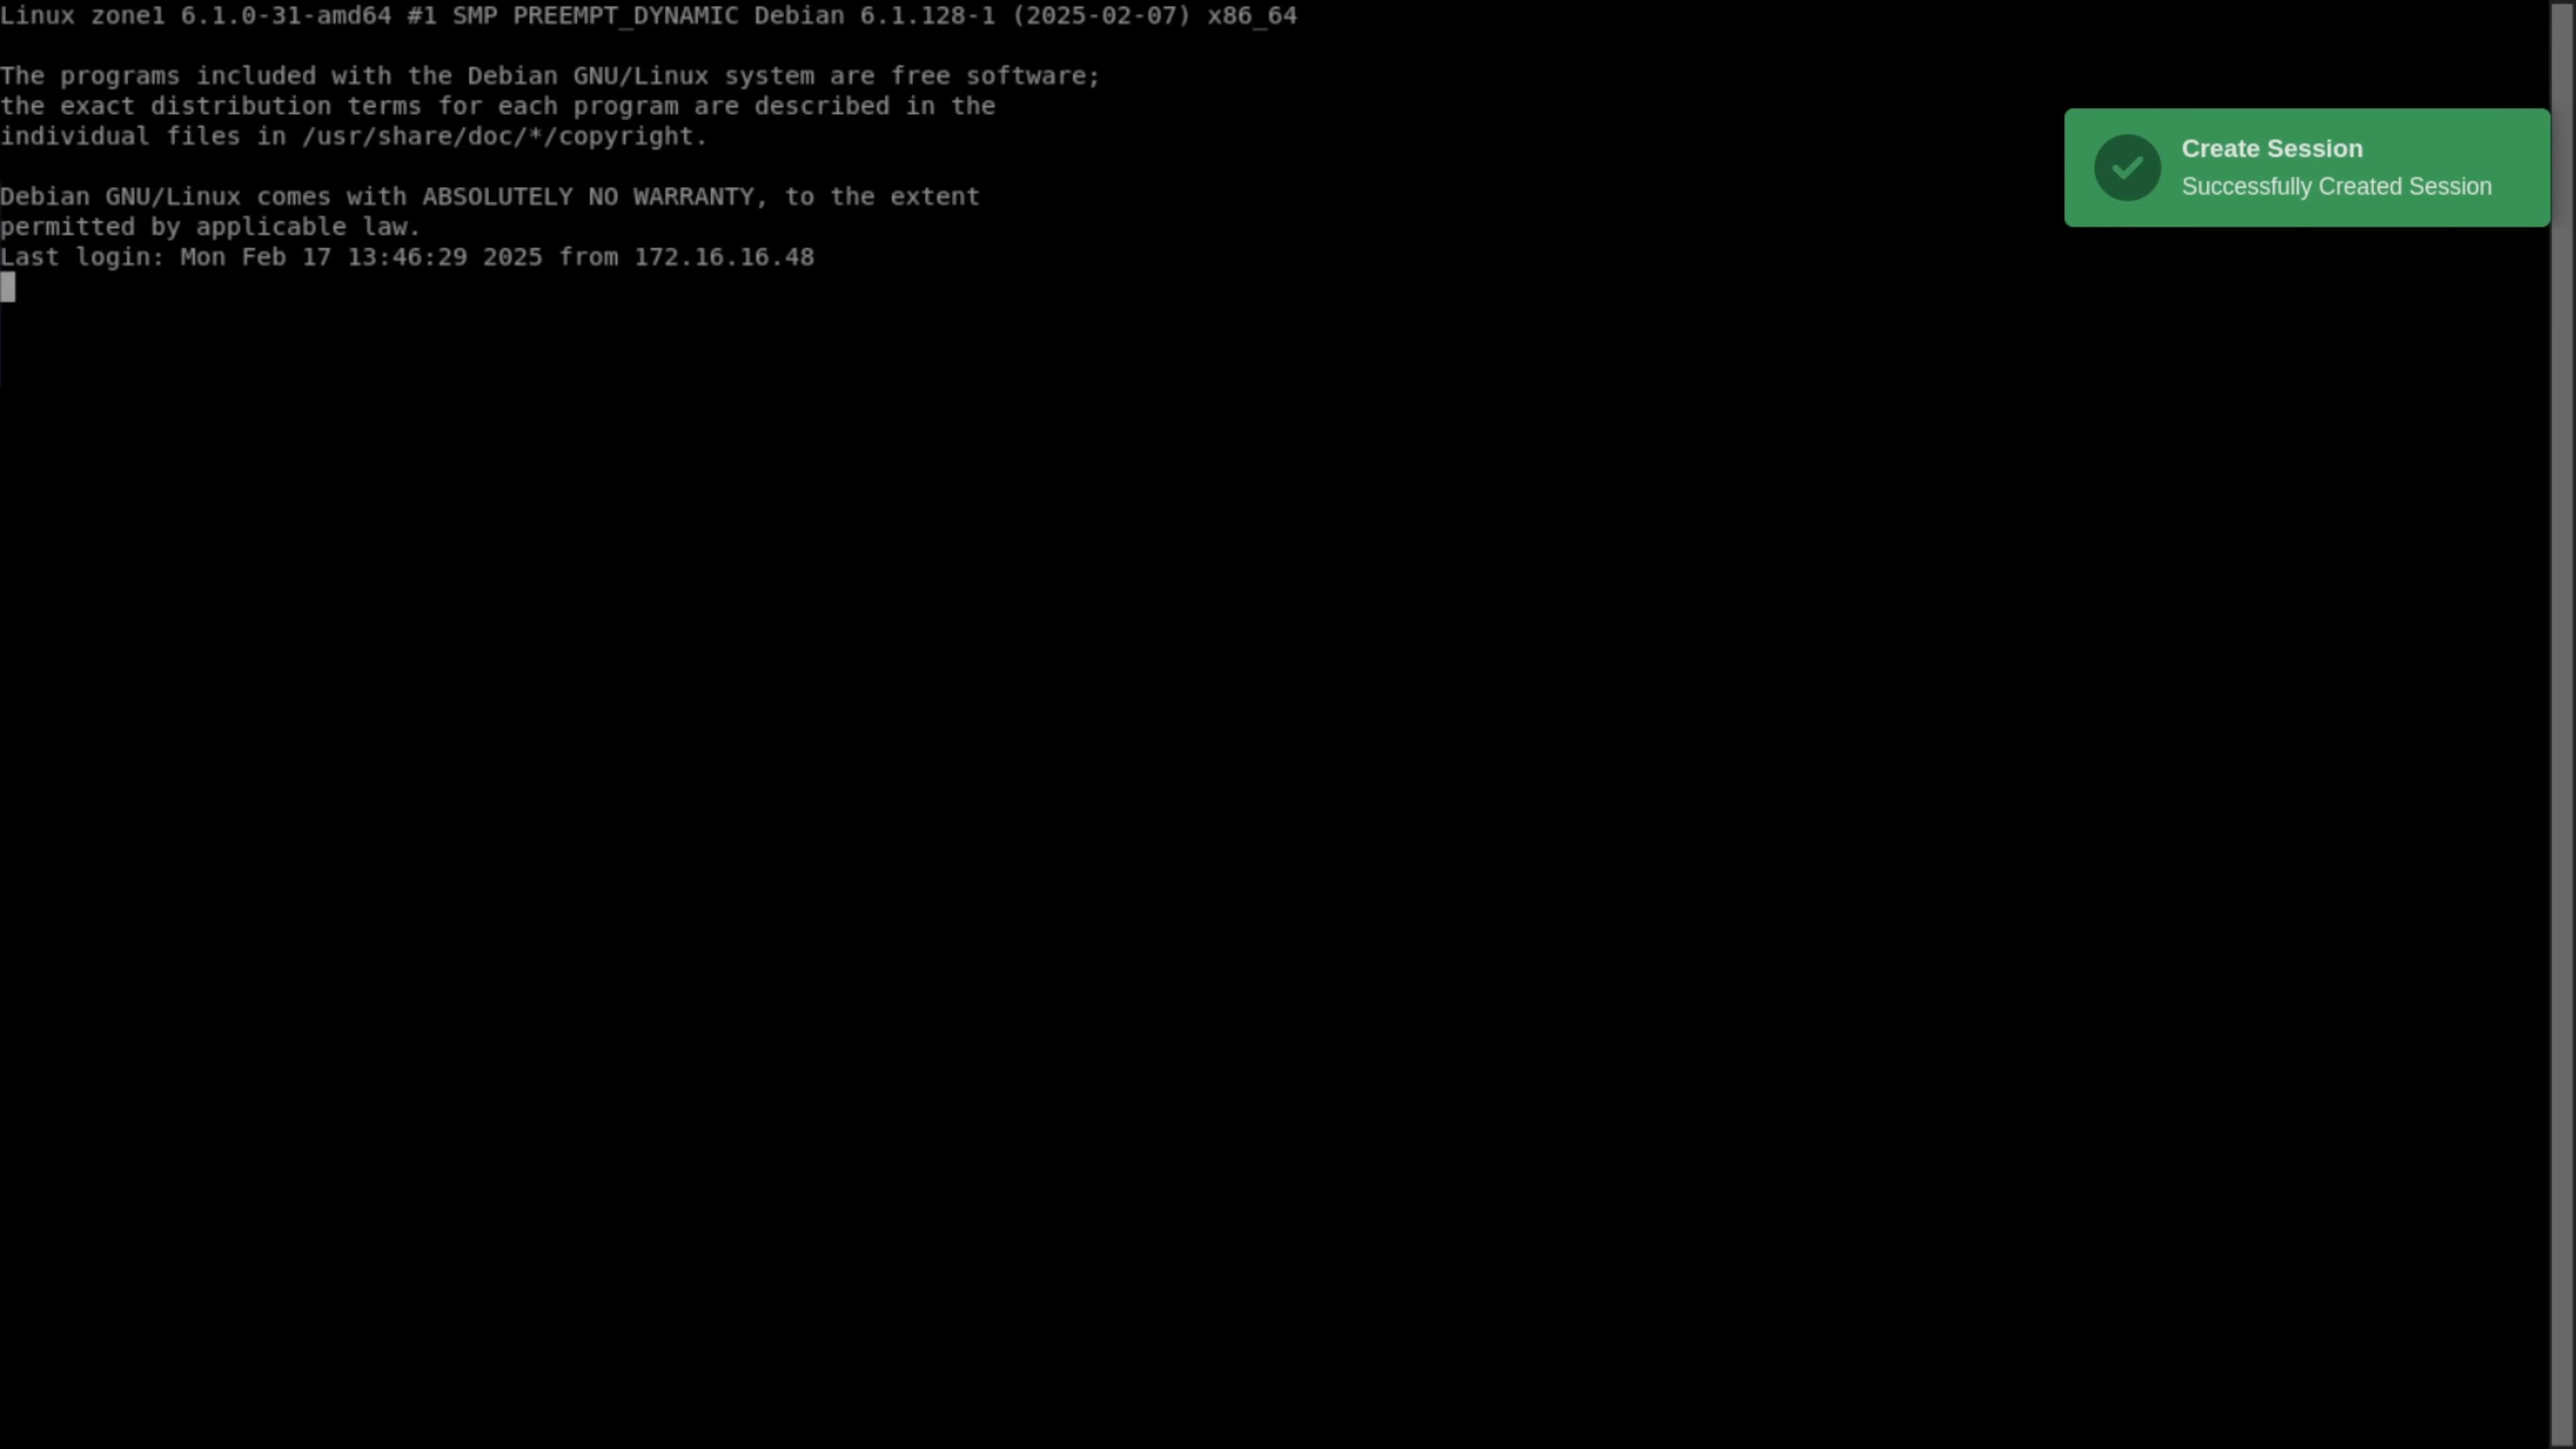 Linux zone1 6.1.0-31-amd64 #1 SMP PREEMPT_DYNAMIC Debian 6.1.128-1 (2025-02-07) x86_64
The programs included with the Debian GNU/Linux system are free software;
the exact distribution terms for each program are described in the
individual files in /usr/share/doc/*/copyright.
Debian GNU/Linux comes with ABSOLUTELY NO WARRANTY, to the extent
permitted by applicable law.
Last login: Mon Feb 17 13:46:29 2025 from 172.16.16.48
Create Session
Successfully Created Session